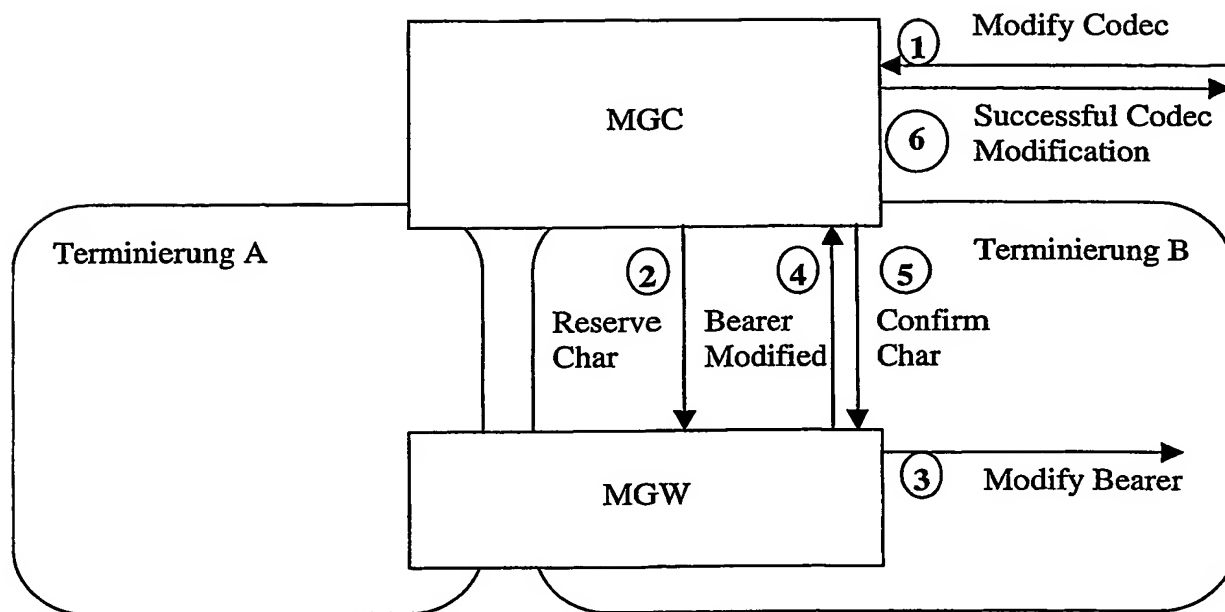 1
Modify Codec
MGC
6
Successful Codec
Modification
Terminierung A
Terminierung B
2
4
5
Reserve
Char
Bearer
Modified
Confirm
Char
MGW
3
Modify Bearer